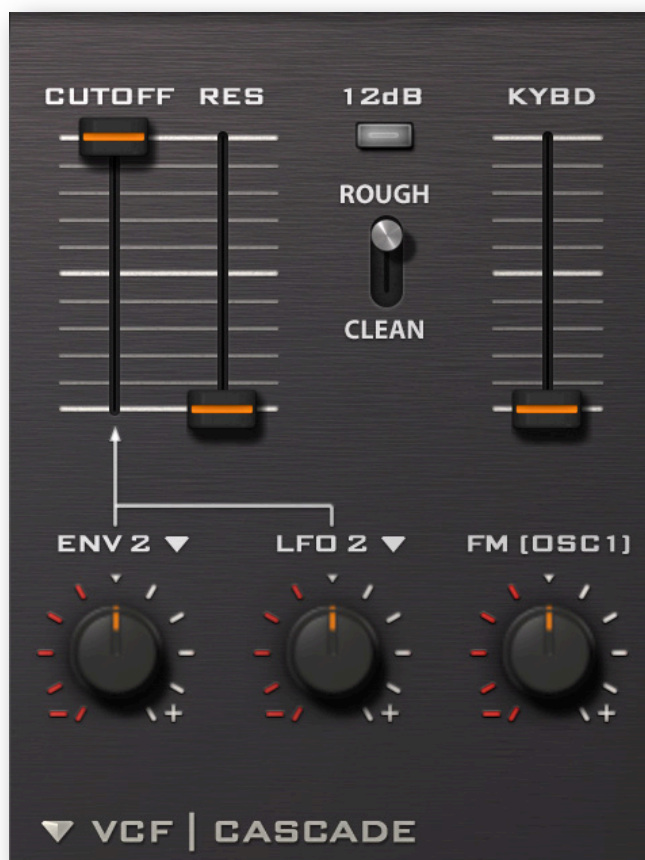 CUTOFF RES 12dB KYBD
ROUGH
CLEAN
ENV 2 LFO 2 FM [OSC1]
VCF | CASCADE